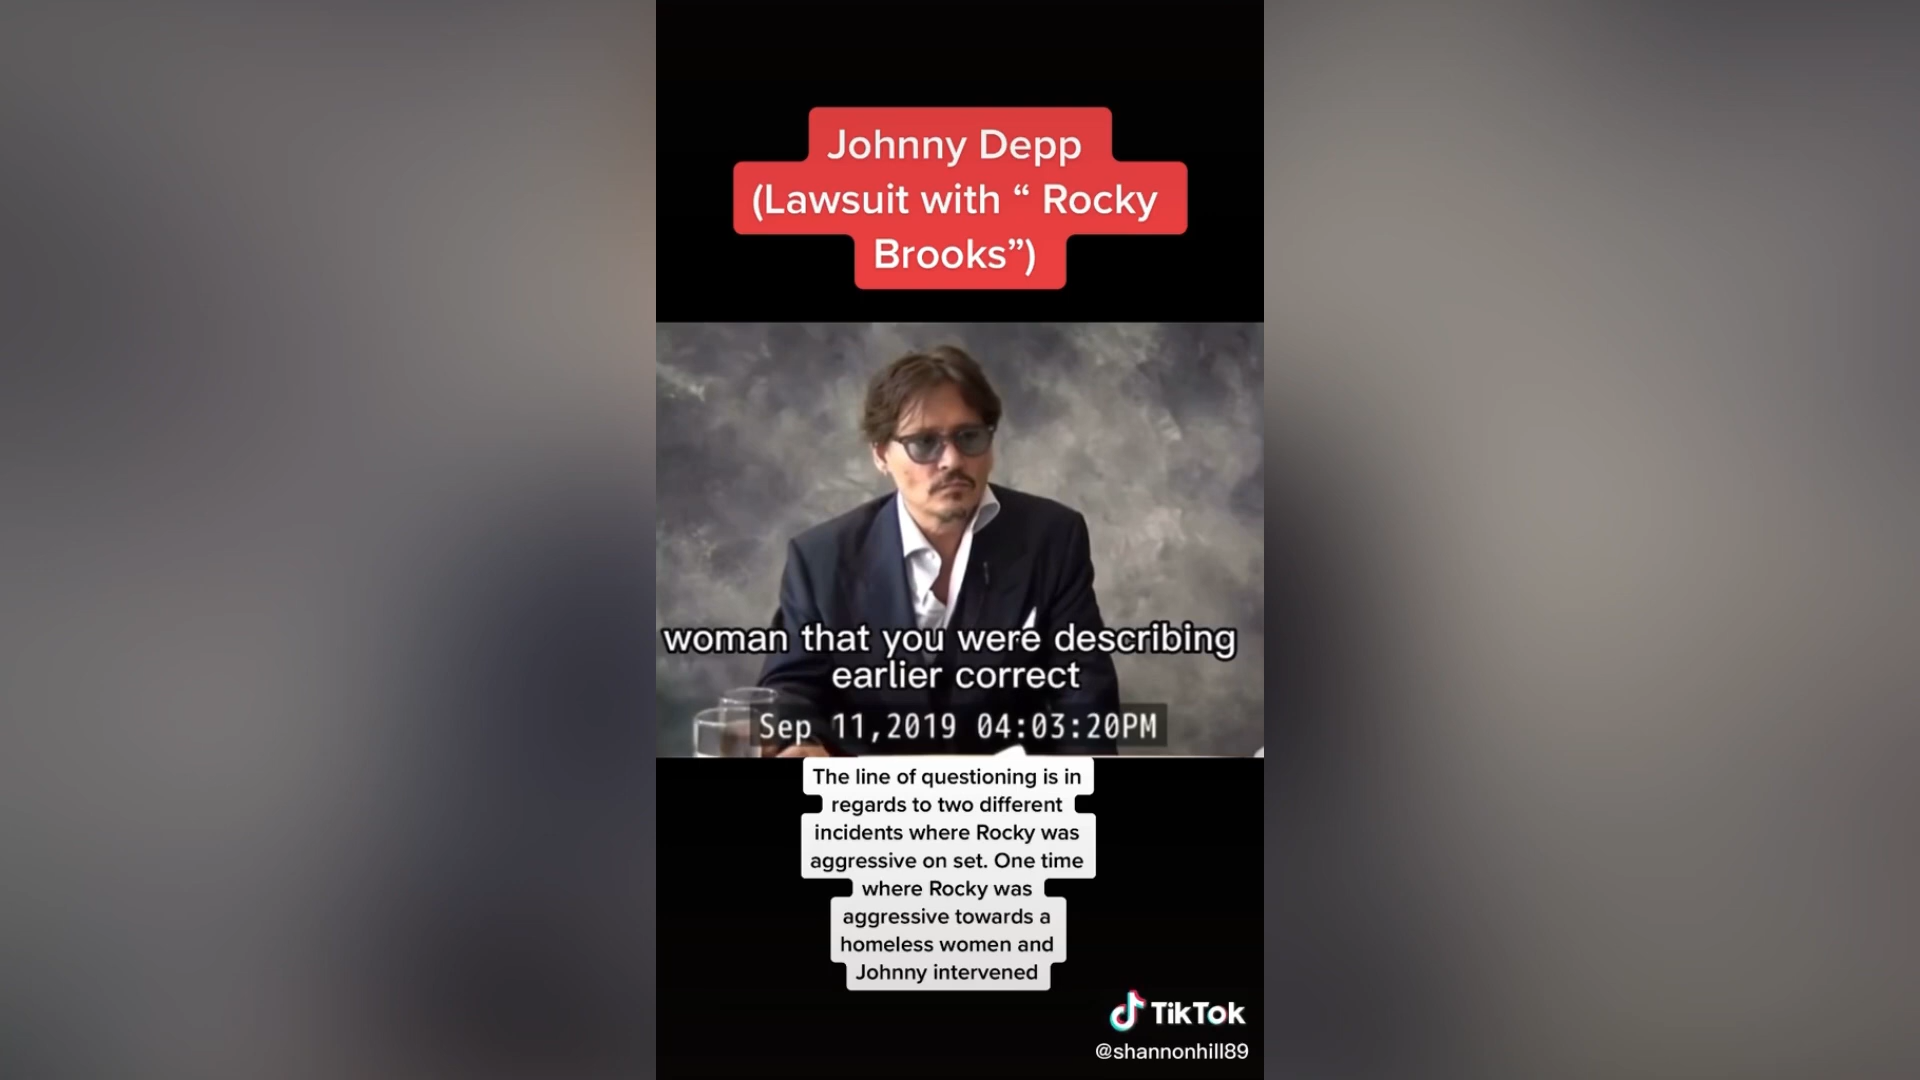 Johnny Depp
(Lawsuit with “ Rocky
Brooks”)
woman that you were describing
earlier correct
Sep 11,2019 04:03:20PM
The line of questioning is in
regards to two different
incidents where Rocky was
aggressive on set. One time
where Rocky was
aggressive towards a
homeless women and
Johnny intervened
TikTok
@shannonhill89